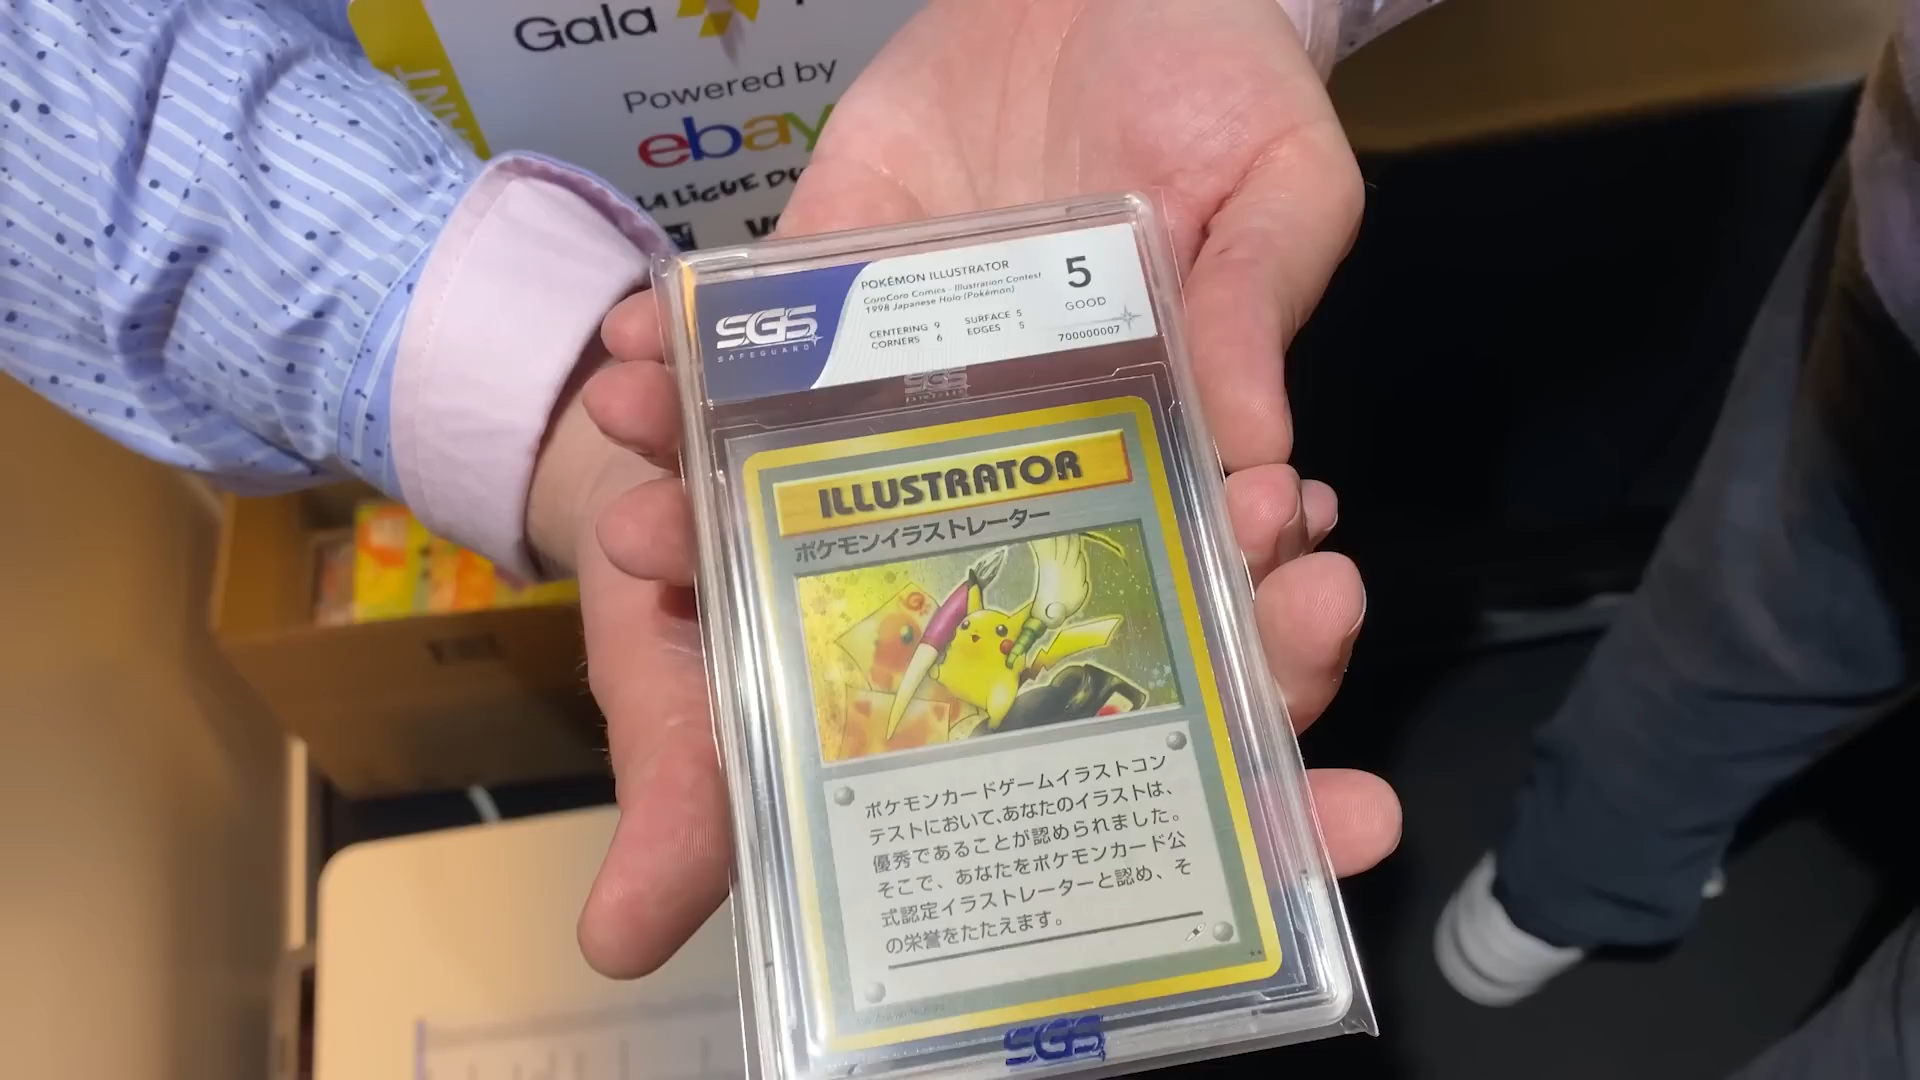 Gala
Powered by
ebay
LA LIGUE DU
SGS
SAFEGUARD
POKÉMON ILLUSTRATOR
CoroCoro Comics - Illustration Contest
1998 Japanese Holo (Pokémon)
CENTERING 9
CORNERS 6
SURFACE 5
EDGES 5
5
GOOD
700000007
SGS
ILLUSTRATOR
ポケモンイラストレーター
ポケモンカードゲームイラストコン
テストにおいて、あなたのイラストは、
優秀であることが認められました。
そこで、あなたをポケモンカード公
式認定イラストレーターと認め、そ
の栄誉をたたえます。
SGS